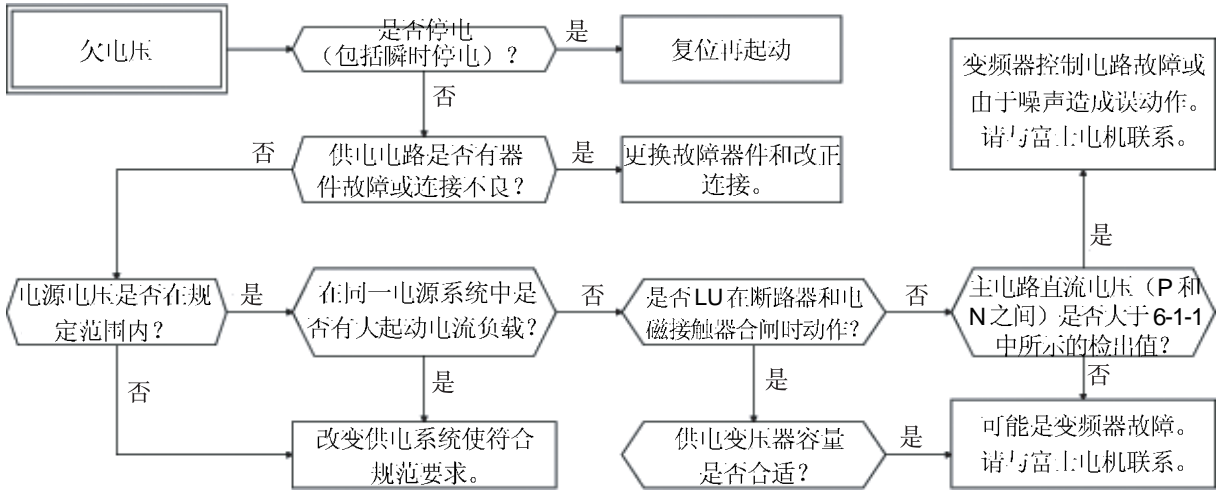 欠电压
是否停电
(包括瞬时停电)?
是
复位再起动
变频器控制电路故障或
由于噪声造成误动作。
请与富士电机联系。
否
否
供电电路是否有器
件故障或连接不良?
是
更换故障器件和改正
连接。
是
电源电压是否在规
定范围内?
是
在同一电源系统中是
否有大起动电流负载?
否
是否LU在断路器和电
磁接触器合闸时动作?
否
主电路直流电压(P和
N之间)是否大于6-1-1
中所示的检出值?
否
是
是
否
改变供电系统使符合
规范要求。
供电变压器容量
是否合适?
是
可能是变频器故障。
请与富士电机联系。